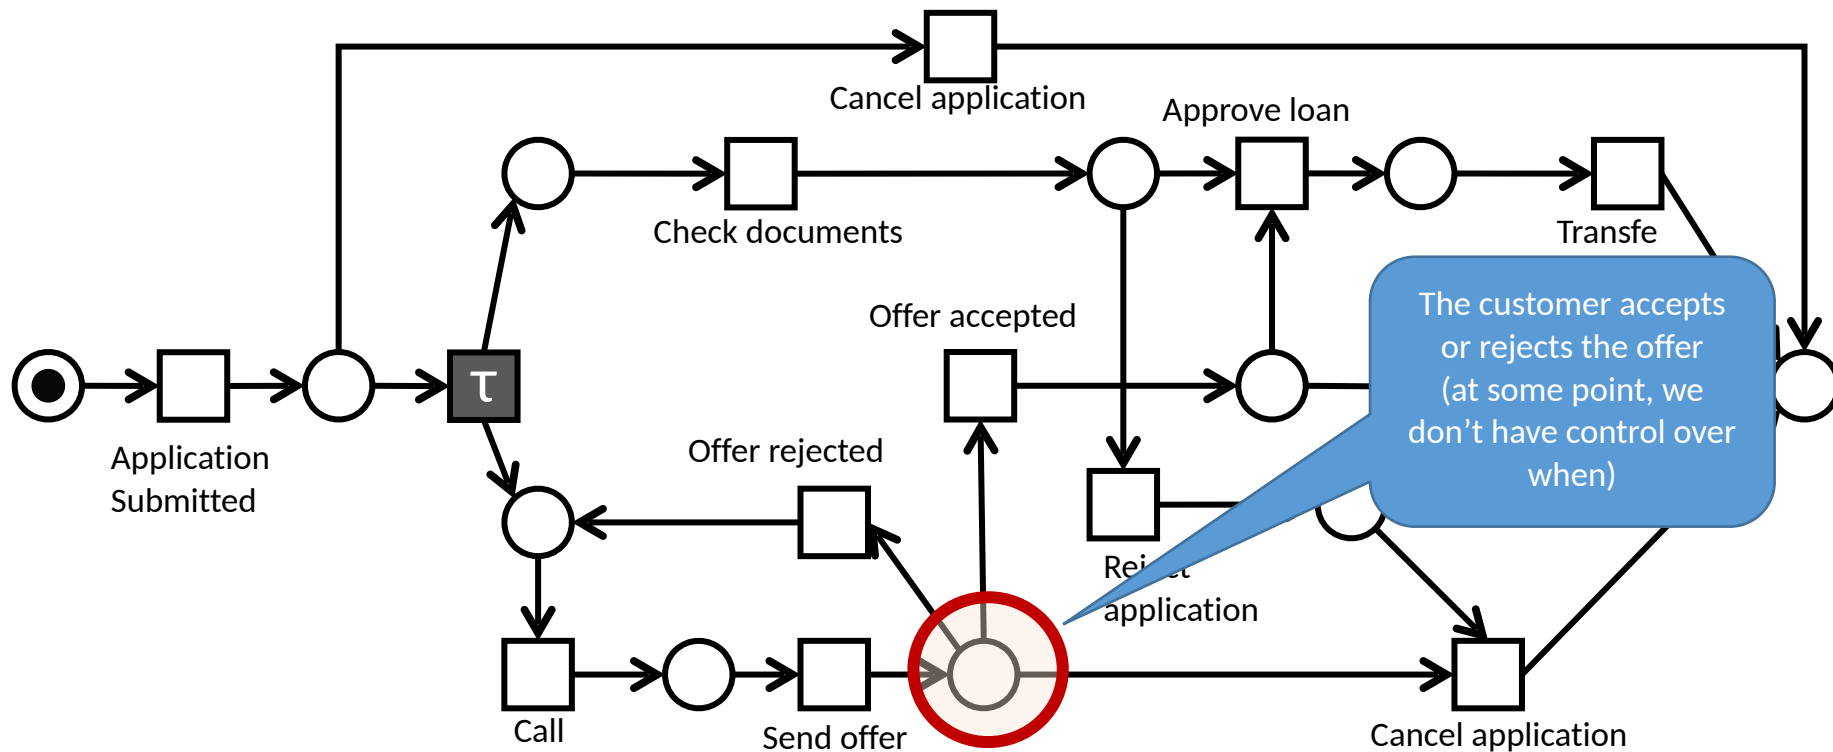 Cancel application
Approve loan
Check documents
Transfe
Offer accepted
The customer accepts
or rejects the offer
(at some point, we
don’t have control over
when)
τ
Application
Submitted
Offer rejected
Reject
application
Call
Send offer
Cancel application